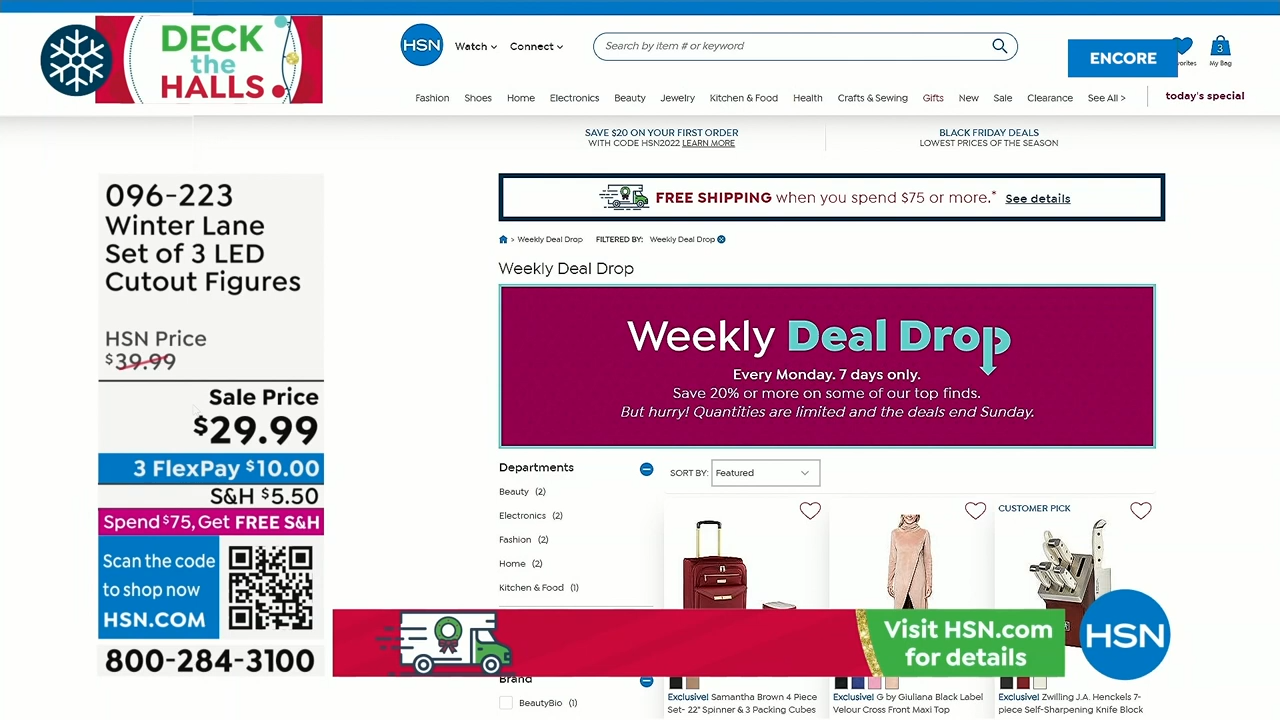 DECK
the
HALLS
HSN
Watch
Connect
Search by item # or keyword
ENCORE
3
My Bag
Fashion Shoes Home Electronics Beauty Jewelry Kitchen & Food Health Crafts & Sewing Gifts New Sale Clearance See All > today's special
SAVE $20 ON YOUR FIRST ORDER
WITH CODE HSN2022 LEARN MORE
BLACK FRIDAY DEALS
LOWEST PRICES OF THE SEASON
096-223
Winter Lane
Set of 3 LED
Cutout Figures
HSN Price
$39.99
Sale Price
$29.99
3 FlexPay $10.00
S&H $5.50
Spend $75, Get FREE S&H
Scan the code
to shop now
HSN.COM
800-284-3100
FREE SHIPPING when you spend $75 or more.* See details
> Weekly Deal Drop FILTERED BY: Weekly Deal Drop
Weekly Deal Drop
Weekly Deal Drop
Every Monday. 7 days only.
Save 20% or more on some of our top finds.
But hurry! Quantities are limited and the deals end Sunday.
Departments
Beauty (2)
Electronics (2)
Fashion (2)
Home (2)
Kitchen & Food (1)
Brand
BeautyBio (1)
SORT BY: Featured
CUSTOMER PICK
Visit HSN.com
for details
HSN
Exclusive! Samantha Brown 4 Piece
Set- 22" Spinner & 3 Packing Cubes
Exclusive! G by Giuliana Black Label
Velour Cross Front Maxi Top
Exclusive! Zwilling J.A. Henckels 7-
piece Self-Sharpening Knife Block